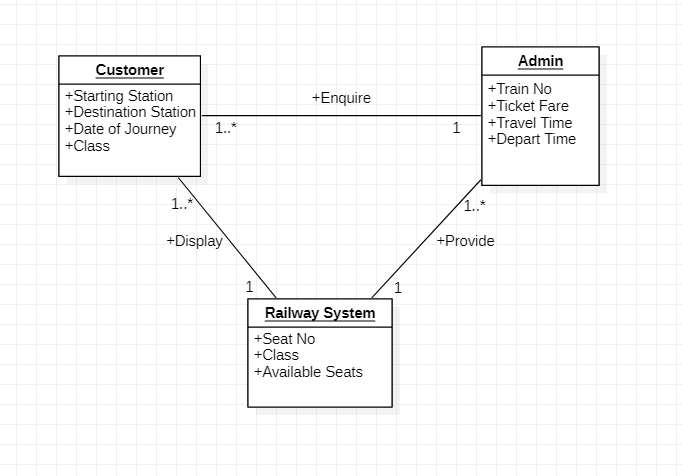 Customer
+Starting Station
+Destination Station
+Date of Journey
+Class
+Enquire
1..*
1
Admin
+Train No
+Ticket Fare
+Travel Time
+Depart Time
1..*
+Display
1
1..*
+Provide
1
Railway System
+Seat No
+Class
+Available Seats